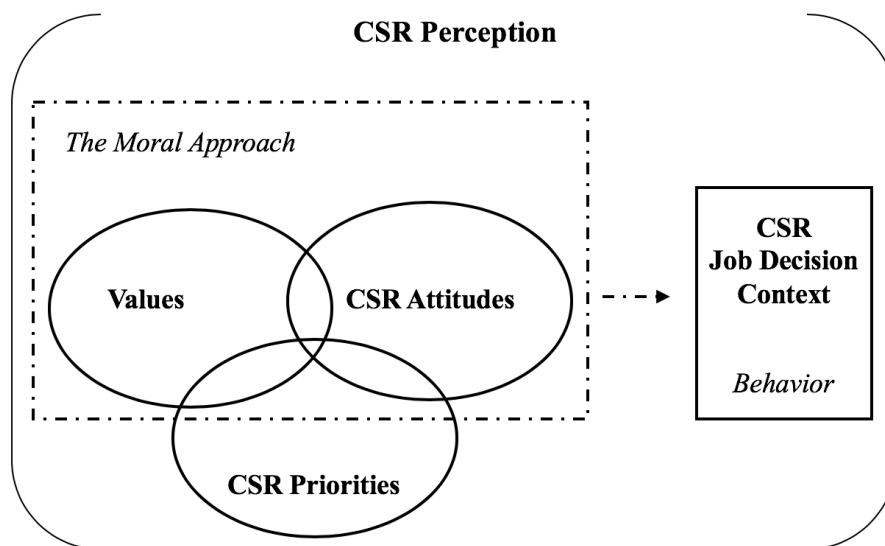 CSR Perception
The Moral Approach
Values
CSR Attitudes
CSR Priorities
CSR
Job Decision
Context
Behavior